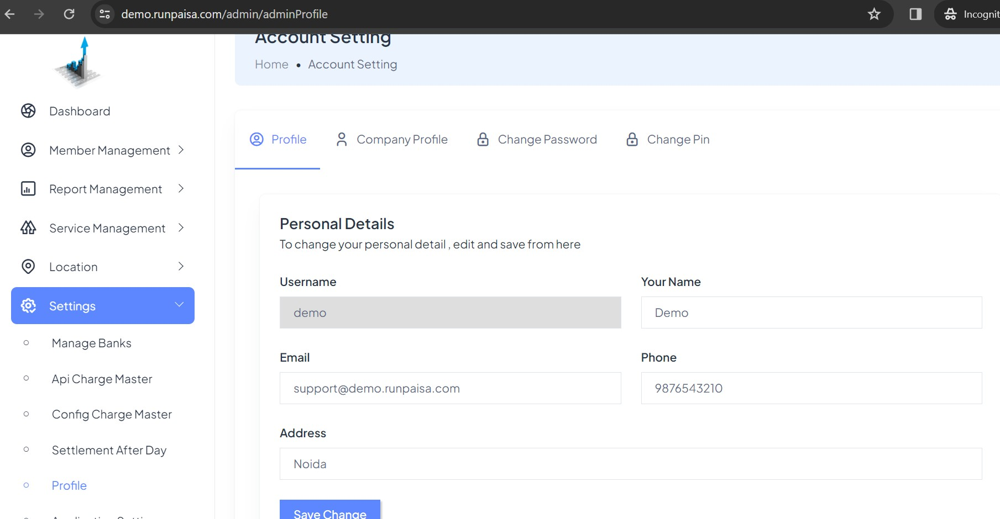 demo.runpaisa.com/admin/adminProfile
Incognit
Account Setting
Home • Account Setting
Dashboard
Member Management
Report Management
Service Management
Location
Settings
Manage Banks
Api Charge Master
Config Charge Master
Settlement After Day
Profile
Profile
Company Profile
Change Password
Change Pin
Personal Details
To change your personal detail , edit and save from here
Username
demo
Your Name
Demo
Email
support@demo.runpaisa.com
Phone
9876543210
Address
Noida
Save Change